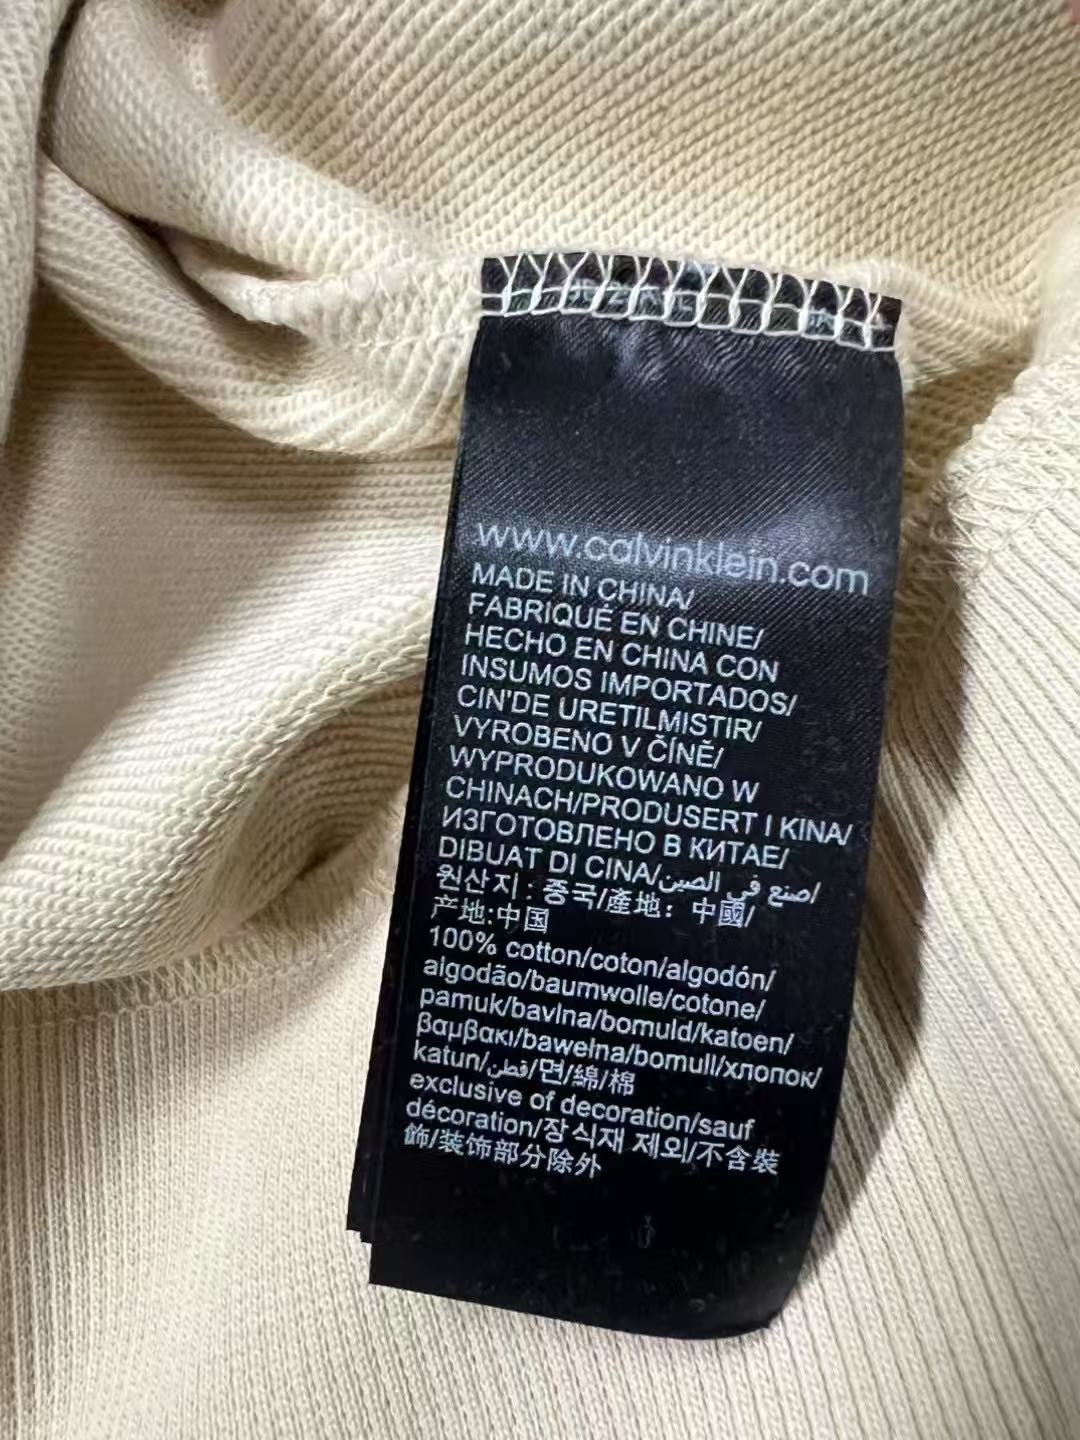 www.calvinklein.com
MADE IN CHINA/
FABRIQUÉ EN CHINE/
HECHO EN CHINA CON
INSUMOS IMPORTADOS/
CIN'DE URETILMISTIR/
VYROBENO V ČÍNĚ/
WYPRODUKOWANO W
CHINACH/PRODUSERT I KINA/
ИЗГОТОВЛЕНО В КИТАЕ/
DIBUAT DI CINA/صنع في الصين/
원산지 : 중국/產地：中國/
产地:中国
100% cotton/coton/algodón/
algodão/baumwolle/cotone/
pamuk/bavlna/bomuld/katoen/
βαμβακι/bawełna/bomull/хлопок/
katun/قطن/면/綿/棉
exclusive of decoration/sauf
décoration/장식재 제외/不含裝
飾/装饰部分除外